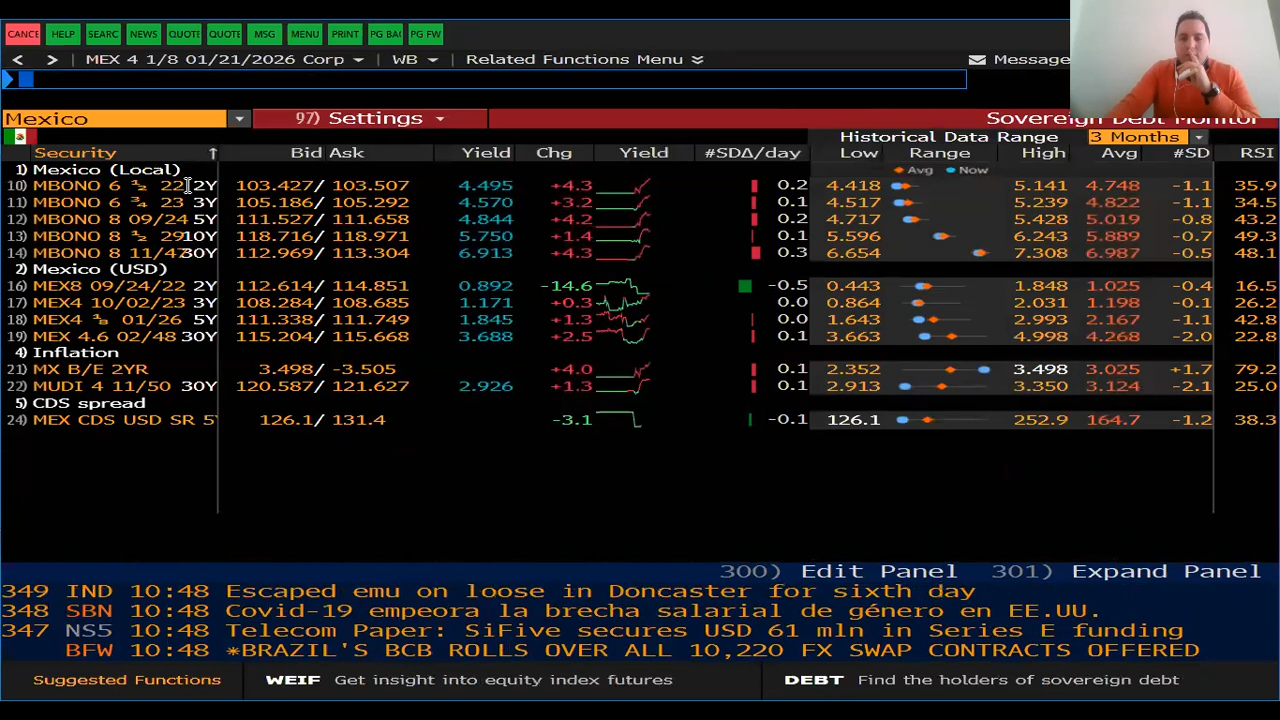 CANCE HELP SEARC NEWS QUOTE QUOTE MSG MENU PRINT PG BAC PG FW
< > MEX 4 1/8 01/21/2026 Corp WB Related Functions Menu Message
Mexico 97) Settings Sovereign Debt Monitor
Historical Data Range 3 Months
Security ↑ Bid Ask Yield Chg Yield #SDΔ/day Low Range High Avg #SD RSI
1) Mexico (Local) Avg Now
10) MBONO 6 ½ 22 2Y 103.427/ 103.507 4.495 +4.3 0.2 4.418 5.141 4.748 -1.1 35.9
11) MBONO 6 ¾ 23 3Y 105.186/ 105.292 4.570 +3.2 0.1 4.517 5.239 4.822 -1.1 34.5
12) MBONO 8 09/24 5Y 111.527/ 111.658 4.844 +4.2 0.2 4.717 5.428 5.019 -0.8 43.2
13) MBONO 8 ½ 29 10Y 118.716/ 118.971 5.750 +1.4 0.1 5.596 6.243 5.889 -0.7 49.3
14) MBONO 8 11/47 30Y 112.969/ 113.304 6.913 +4.3 0.3 6.654 7.308 6.987 -0.5 48.1
2) Mexico (USD)
16) MEX8 09/24/22 2Y 112.614/ 114.851 0.892 -14.6 -0.5 0.443 1.848 1.025 -0.4 16.5
17) MEX4 10/02/23 3Y 108.284/ 108.685 1.171 +0.3 0.0 0.864 2.031 1.198 -0.1 26.2
18) MEX4 ⅛ 01/26 5Y 111.338/ 111.749 1.845 +1.3 0.0 1.643 2.993 2.167 -1.1 42.8
19) MEX 4.6 02/48 30Y 115.204/ 115.668 3.688 +2.5 0.1 3.663 4.998 4.268 -2.0 22.8
4) Inflation
21) MX B/E 2YR 3.498/ -3.505 +4.0 0.1 2.352 3.498 3.025 +1.7 79.2
22) MUDI 4 11/50 30Y 120.587/ 121.627 2.926 +1.3 0.1 2.913 3.350 3.124 -2.1 25.0
5) CDS spread
24) MEX CDS USD SR 5Y 126.1/ 131.4 -3.1 -0.1 126.1 252.9 164.7 -1.2 38.3
300) Edit Panel 301) Expand Panel
349 IND 10:48 Escaped emu on loose in Doncaster for sixth day
348 SBN 10:48 Covid-19 empeora la brecha salarial de género en EE.UU.
347 NS5 10:48 Telecom Paper: SiFive secures USD 61 mln in Series E funding
BFW 10:48 *BRAZIL'S BCB ROLLS OVER ALL 10,220 FX SWAP CONTRACTS OFFERED
Suggested Functions WEIF Get insight into equity index futures DEBT Find the holders of sovereign debt